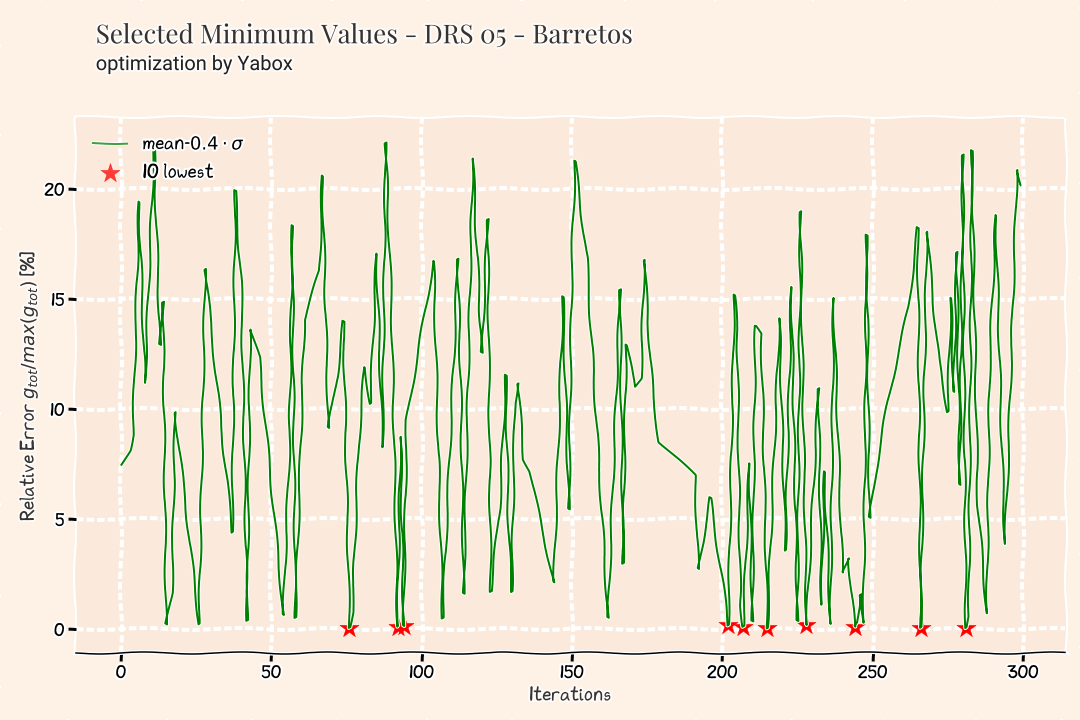 Selected Minimum Values - DRS 05 - Barretos
optimization by Yabox
mean-0.4 · σ
10 lowest
Relative Error g_tot/max(g_tot) [%]
20
15
10
5
0
0 50 100 150 200 250 300
Iterations